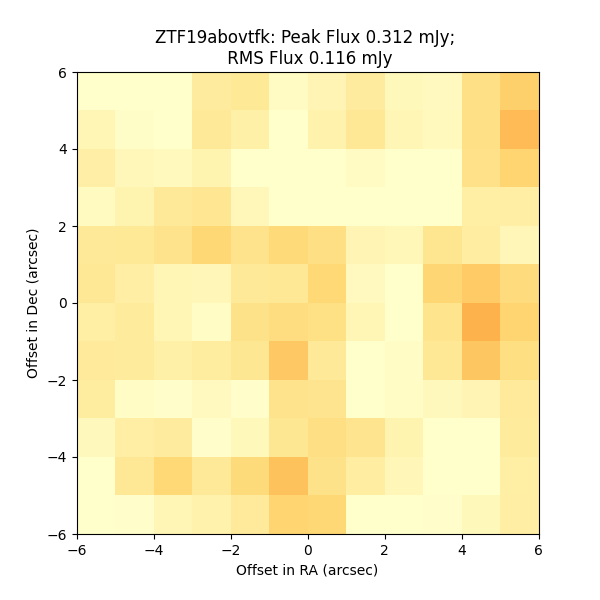 ZTF19abovtfk: Peak Flux 0.312 mJy;
RMS Flux 0.116 mJy
6
4
2
0
−2
−4
−6
Offset in Dec (arcsec)
−6 −4 −2 0 2 4 6
Offset in RA (arcsec)